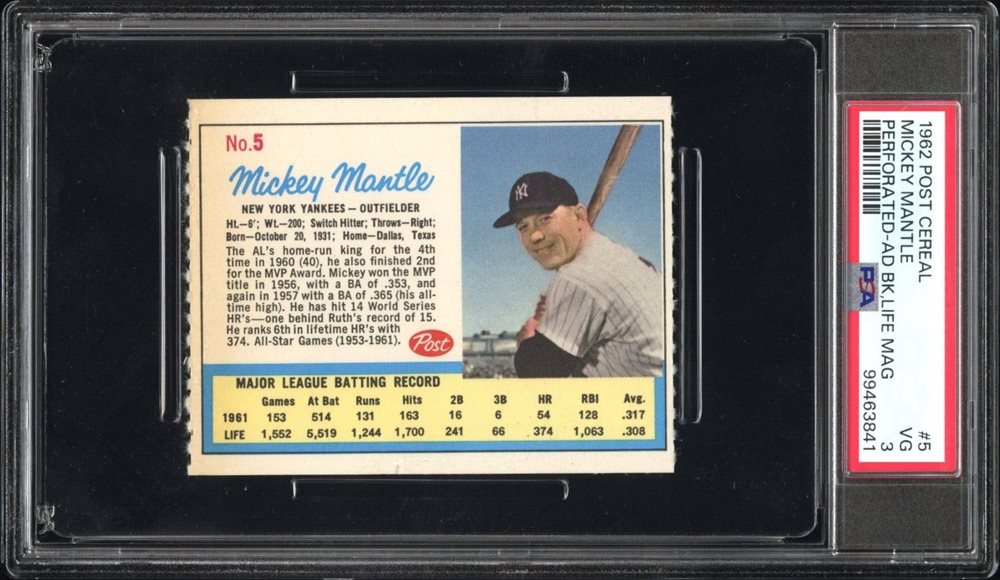 No.5
Mickey Mantle
NEW YORK YANKEES — OUTFIELDER
Ht.—6'; Wt.—200; Switch Hitter; Throws—Right;
Born—October 20, 1931; Home—Dallas, Texas
The AL's home-run king for the 4th
time in 1960 (40), he also finished 2nd
for the MVP Award. Mickey won the MVP
title in 1956, with a BA of .353, and
again in 1957 with a BA of .365 (his all-
time high). He has hit 14 World Series
HR's—one behind Ruth's record of 15.
He ranks 6th in lifetime HR's with
374. All-Star Games (1953-1961).
Post
NY
MAJOR LEAGUE BATTING RECORD
Games At Bat Runs Hits 2B 3B HR RBI Avg.
1961 153 514 131 163 16 6 54 128 .317
LIFE 1,552 5,519 1,244 1,700 241 66 374 1,063 .308
1962 POST CEREAL #5
MICKEY MANTLE VG
PERFORATED-AD BK.LIFE MAG 3
99463841
PSA